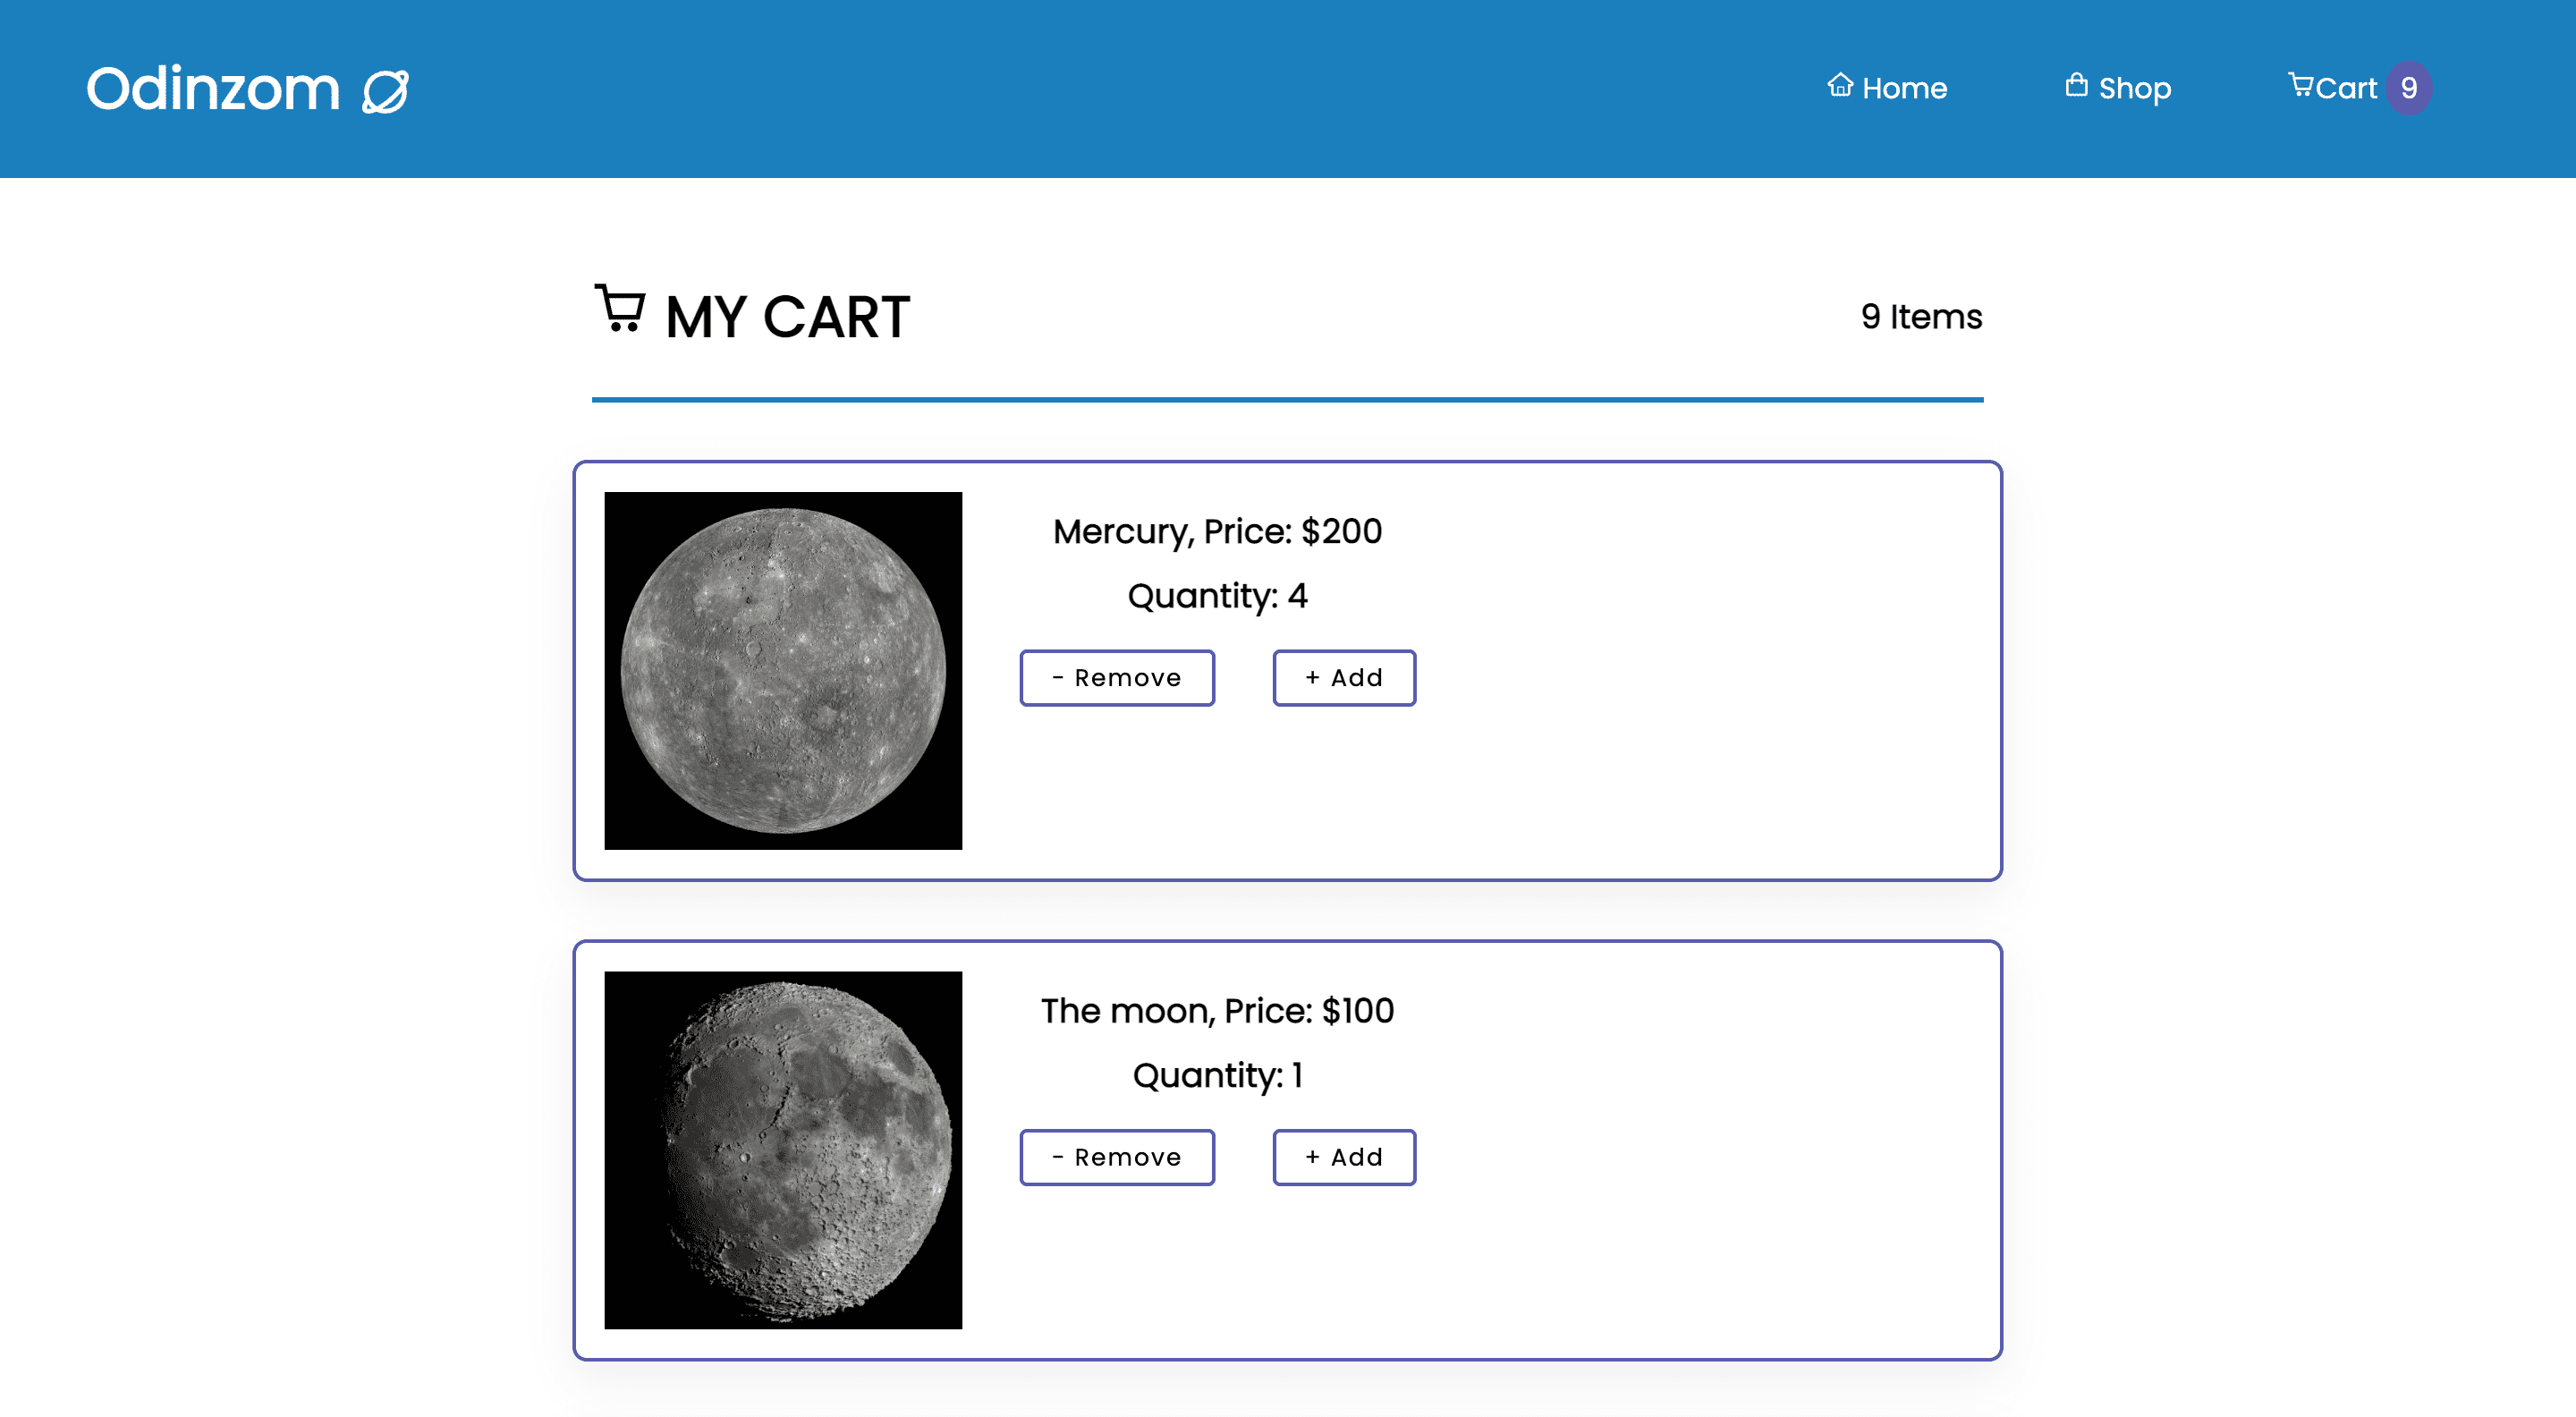 Odinzom
Home
Shop
Cart 9
MY CART
9 Items
Mercury, Price: $200
Quantity: 4
- Remove
+ Add
The moon, Price: $100
Quantity: 1
- Remove
+ Add